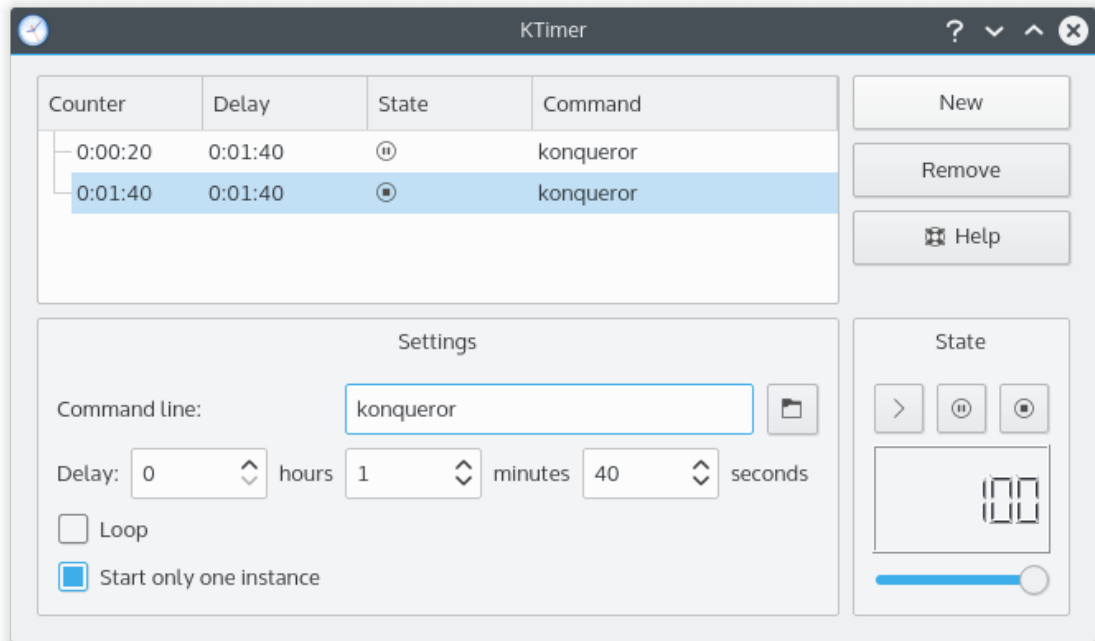 KTimer
Counter Delay State Command
0:00:20 0:01:40 konqueror
0:01:40 0:01:40 konqueror
New
Remove
Help
Settings
Command line: konqueror
Delay: 0 hours 1 minutes 40 seconds
Loop
Start only one instance
State
100